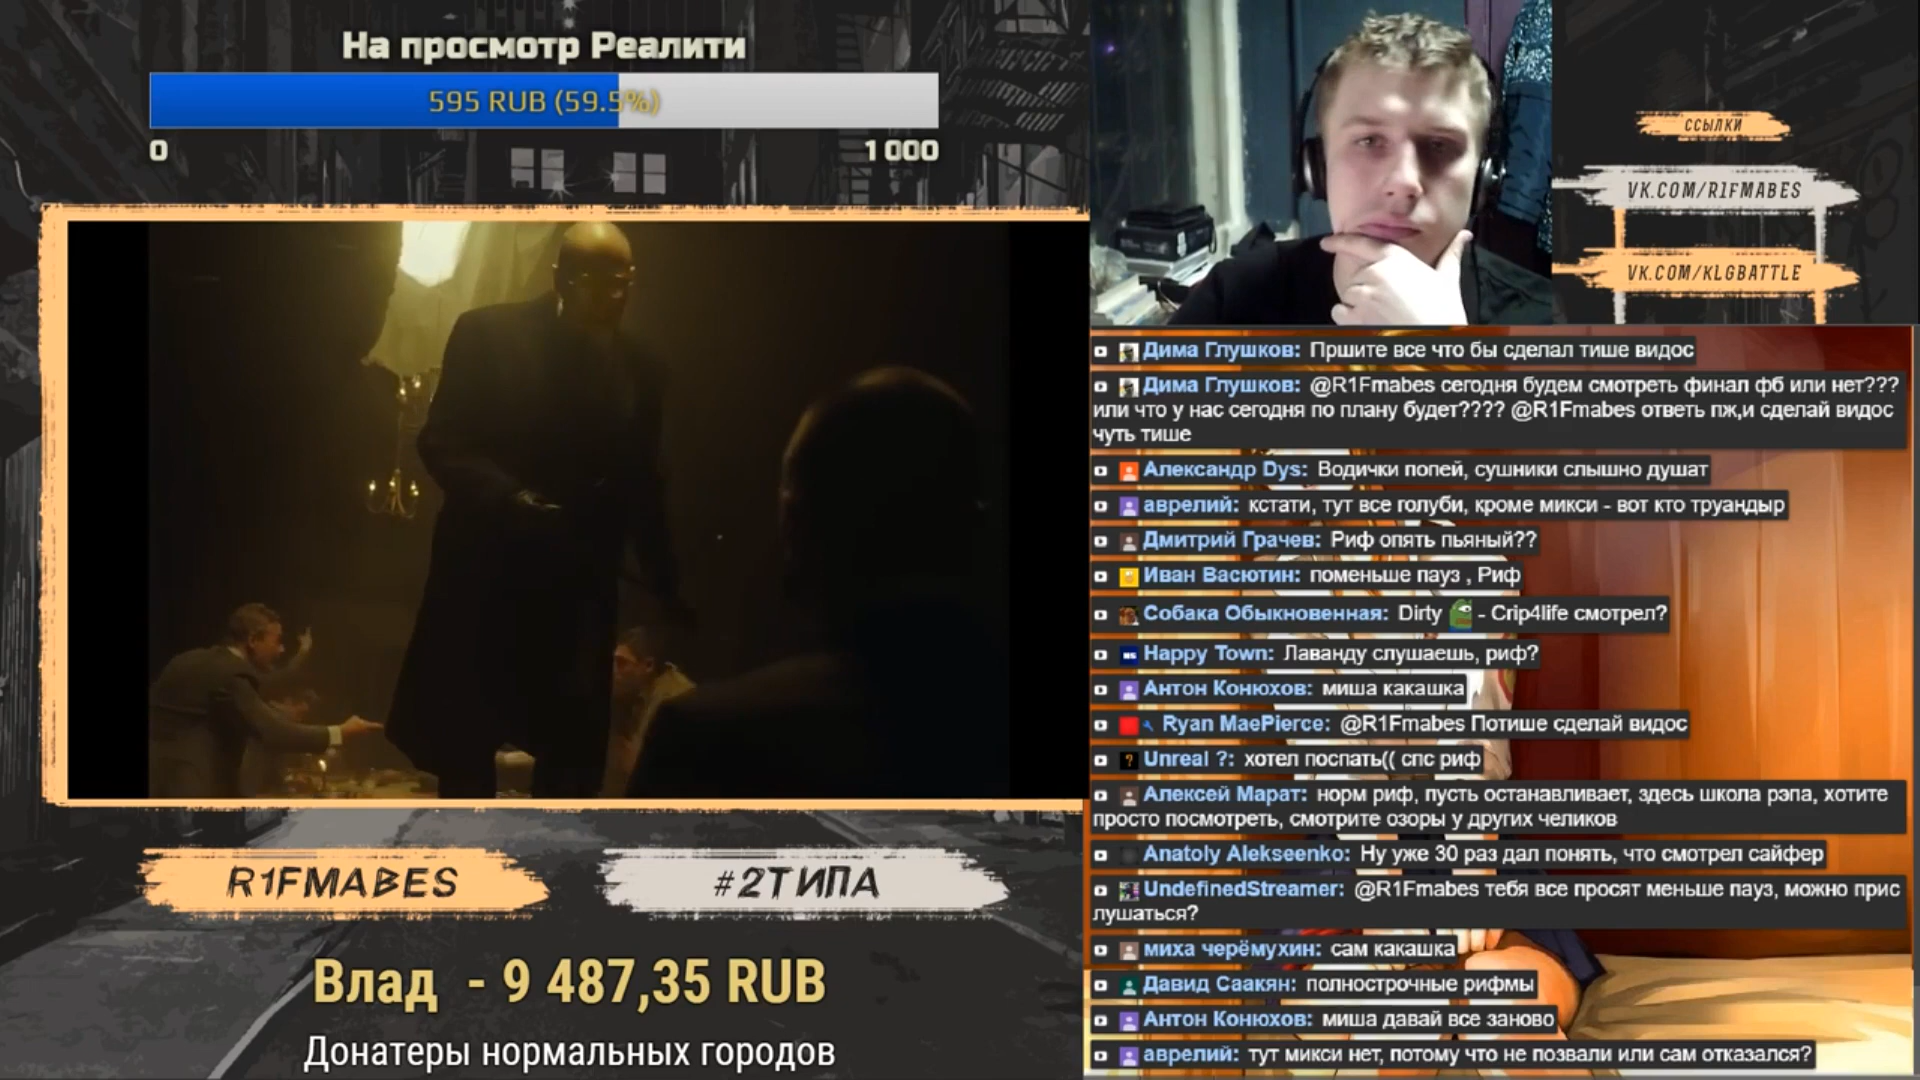 На просмотр Реалити
595 RUB (59.5%)
0
1 000
ССЫЛКИ
VK.COM/R1FMABES
VK.COM/KLGBATTLE
Дима Глушков: Пршите все что бы сделал тише видос
Дима Глушков: @R1Fmabes сегодня будем смотреть финал фб или нет???
или что у нас сегодня по плану будет???? @R1Fmabes ответь пж,и сделай видос
чуть тише
Александр Dys: Водички попей, сушники слышно душат
аврелий: кстати, тут все голуби, кроме микси - вот кто труандыр
Дмитрий Грачев: Риф опять пьяный??
Иван Васютин: поменьше пауз , Риф
Собака Обыкновенная: Dirty - Crip4life смотрел?
Happy Town: Лаванду слушаешь, риф?
Антон Конюхов: миша какашка
Ryan MaePierce: @R1Fmabes Потише сделай видос
Unreal ?: хотел поспать(( спс риф
Алексей Марат: норм риф, пусть останавливает, здесь школа рэпа, хотите
просто посмотреть, смотрите озоры у других челиков
Anatoly Alekseenko: Ну уже 30 раз дал понять, что смотрел сайфер
UndefinedStreamer: @R1Fmabes тебя все просят меньше пауз, можно прис
лушаться?
миха черёмухин: сам какашка
Давид Саакян: полнострочные рифмы
Антон Конюхов: миша давай все заново
аврелий: тут микси нет, потому что не позвали или сам отказался?
R1FMABES
#2ТИПА
Влад - 9 487,35 RUB
Донатеры нормальных городов